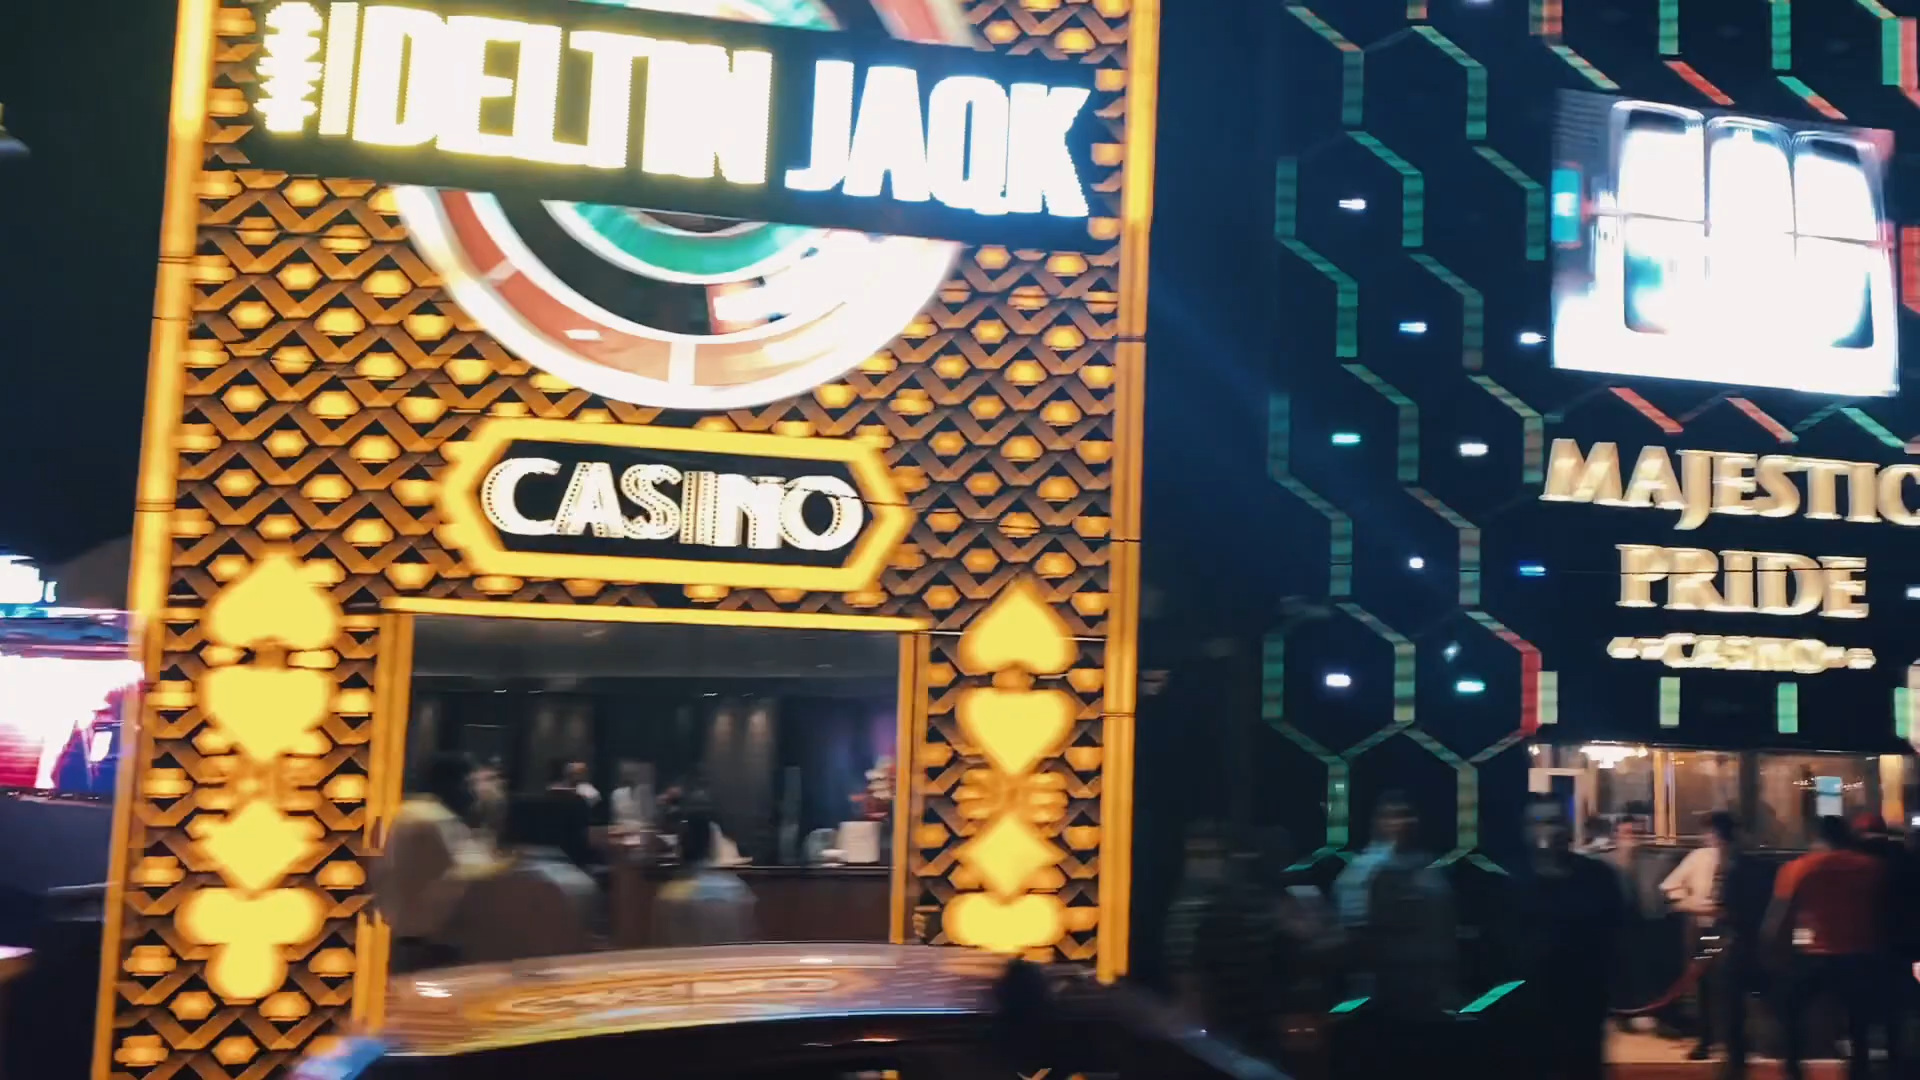 DELTIN JAQK
CASINO
MAJESTIC
PRIDE
CASINO